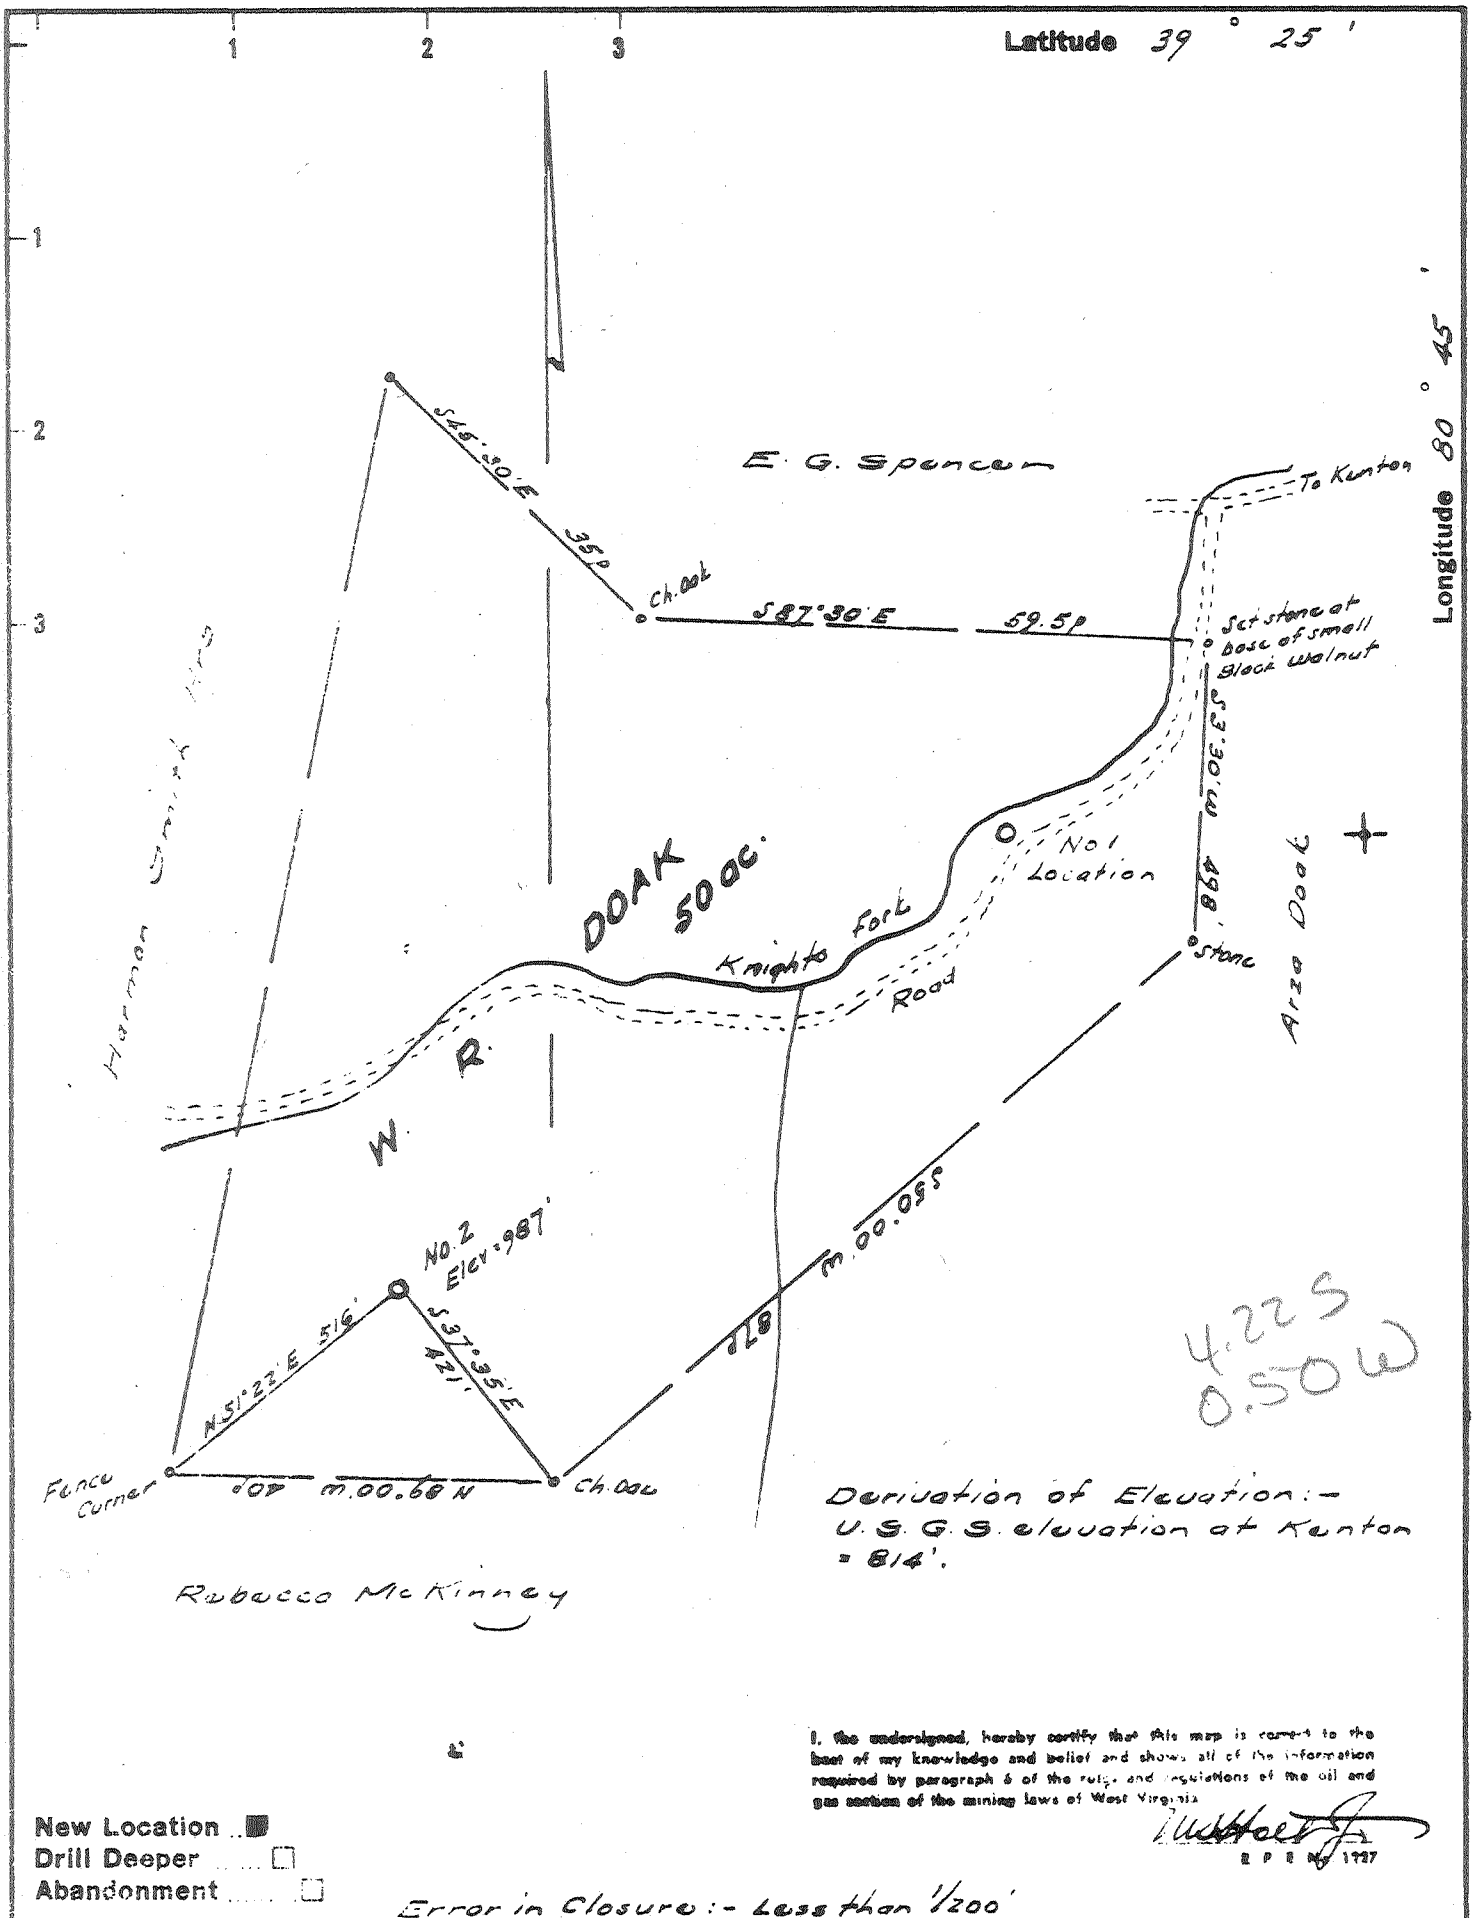 1
2
3
Latitude 39 ° 25 '
1
2
3
Longitude 80 ° 45 '
S45°30'E
35P
E. G. Spencer
To Kenton
Ch. Oak
S87°30'E 59.5P
Set stone at
base of small
Black Walnut
S3°30'W 498'
Harmon Smith Hrs
DOAK
50 ac.
No 1
Location
Knights Fork
Road
Stone
Arza Doak
W. R.
No. 2
Elev = 987'
S50°00'W
87P
N.51°22'E 516'
S37°35'E
421'
4.22 S
0.50 W
Fence
Corner
N 89°00'W 40P
Ch. Oak
Derivation of Elevation:-
U. S. G. S. elevation at Kenton
= 814'.
Rebecca McKinney
I, the undersigned, hereby certify that this map is correct to the
best of my knowledge and belief and shows all of the information
required by paragraph 6 of the rules and regulations of the oil and
gas section of the mining laws of West Virginia
R P E No 1727
New Location
Drill Deeper
Abandonment
Error in Closure:- Less than 1/200'